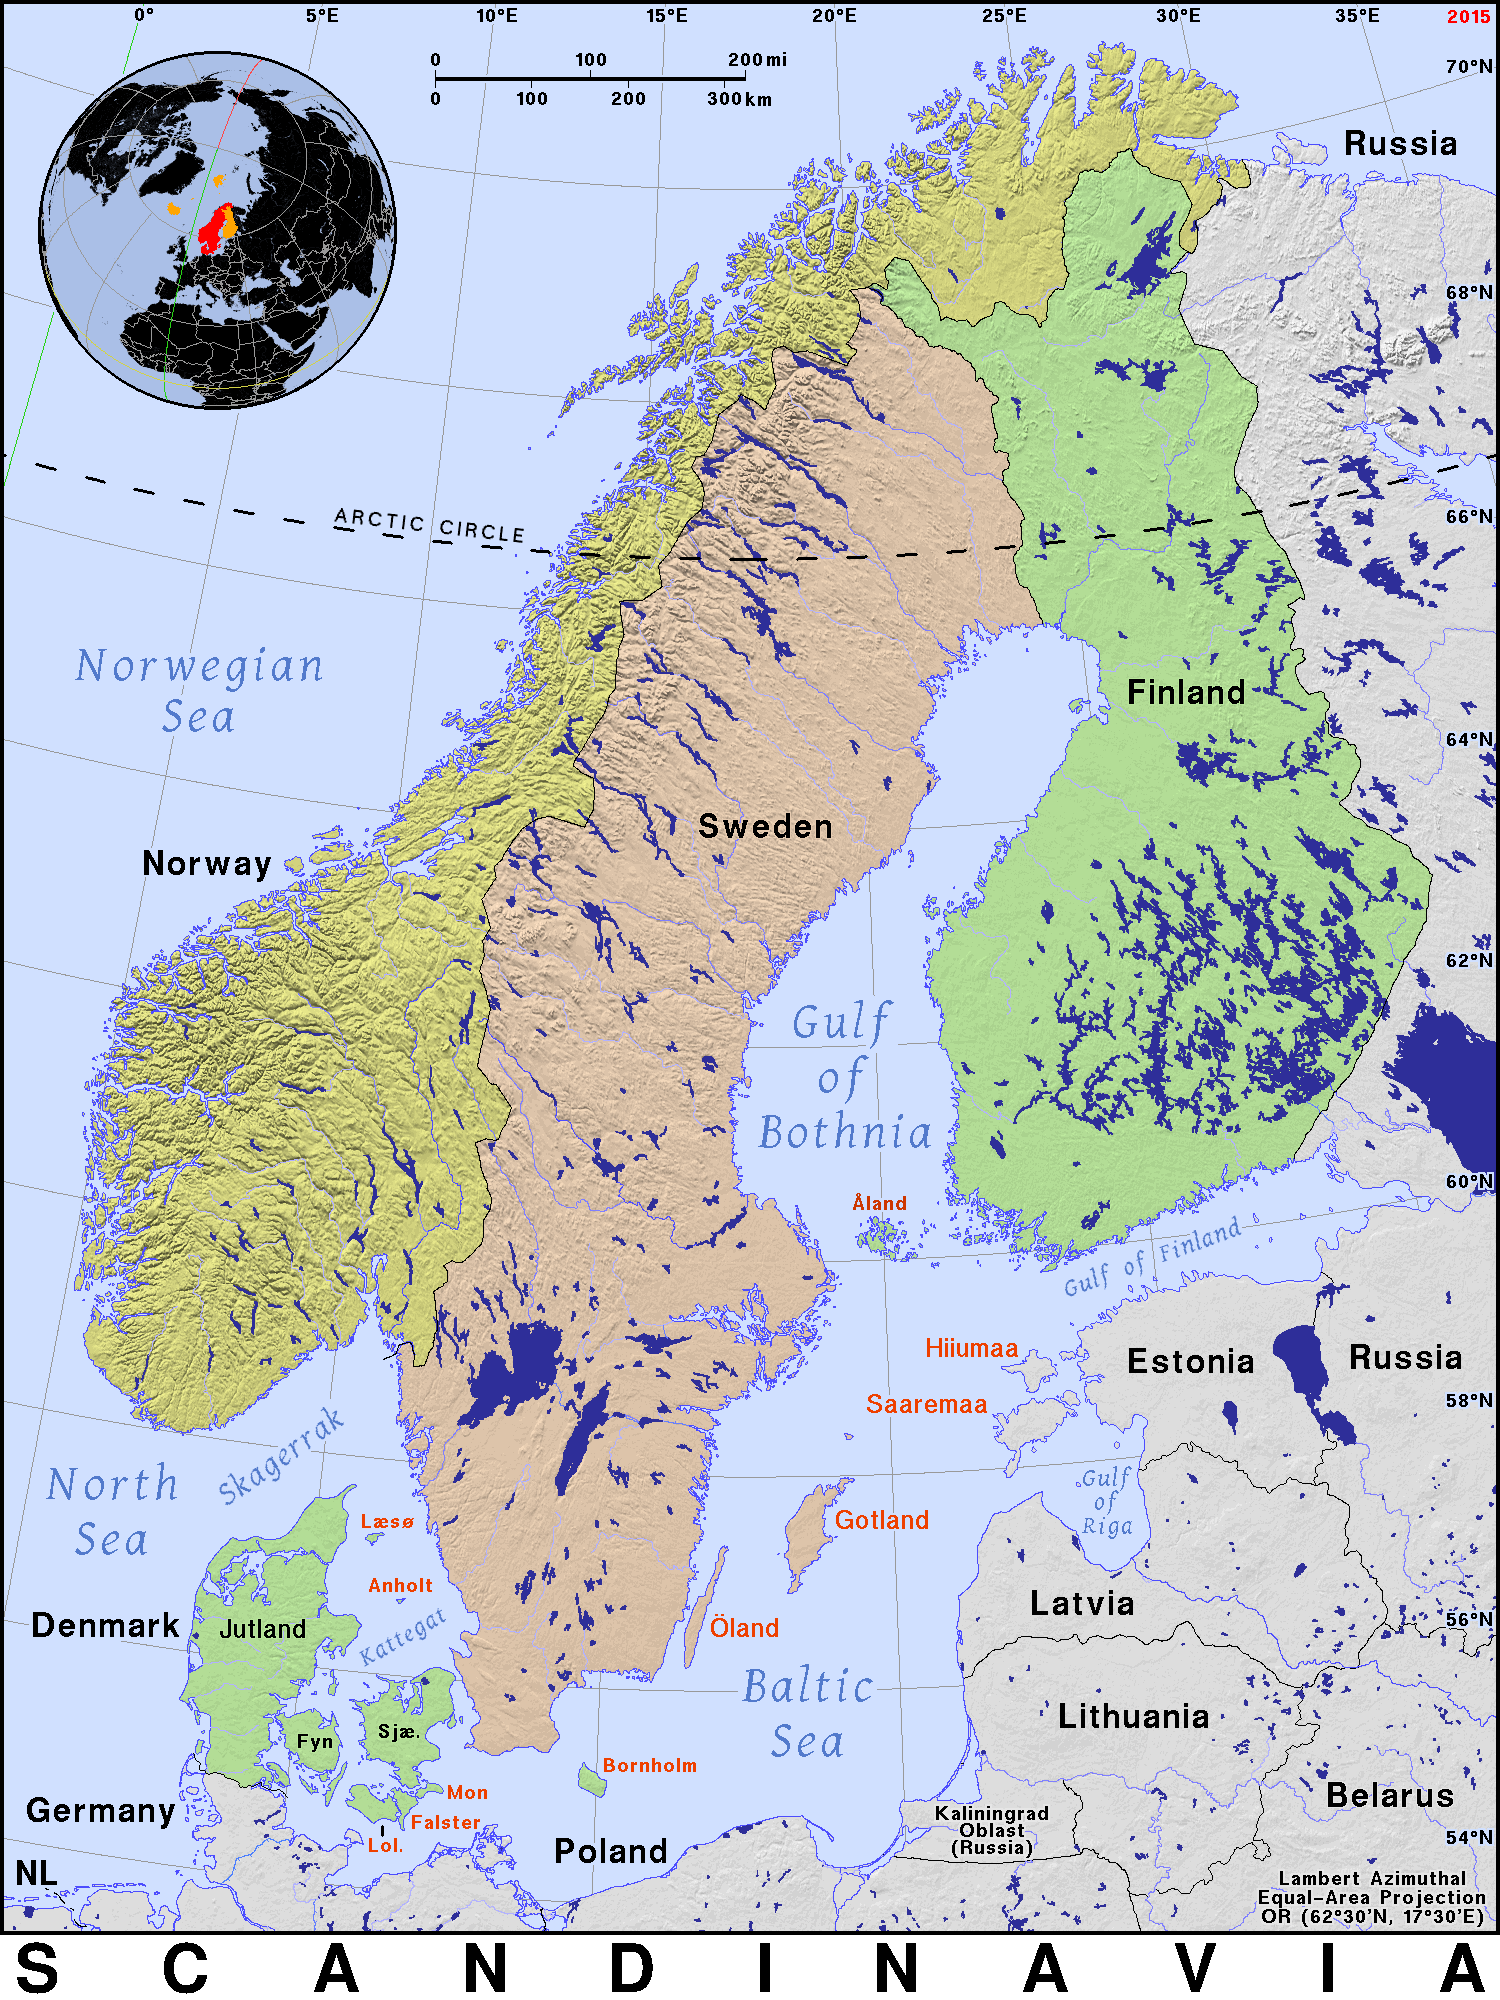 0°
5°E
10°E
15°E
20°E
25°E
30°E
35°E
2015
0 100 200 mi
0 100 200 300 km
70°N
Russia
68°N
66°N
ARCTIC CIRCLE
Norwegian
Sea
Finland
64°N
Sweden
Norway
62°N
Gulf
of
Bothnia
60°N
Åland
Gulf of Finland
Hiiumaa
Estonia
Russia
Saaremaa
58°N
Skagerrak
North
Sea
Gulf
of
Riga
Læsø
Gotland
Anholt
Latvia
Denmark
Jutland
Kattegat
Öland
56°N
Baltic
Sea
Lithuania
Fyn
Sjæ.
Bornholm
Mon
Belarus
Germany
Falster
Lol.
Kaliningrad
Oblast
(Russia)
Poland
54°N
NL
Lambert Azimuthal
Equal-Area Projection
OR (62°30'N, 17°30'E)
SCANDINAVIA